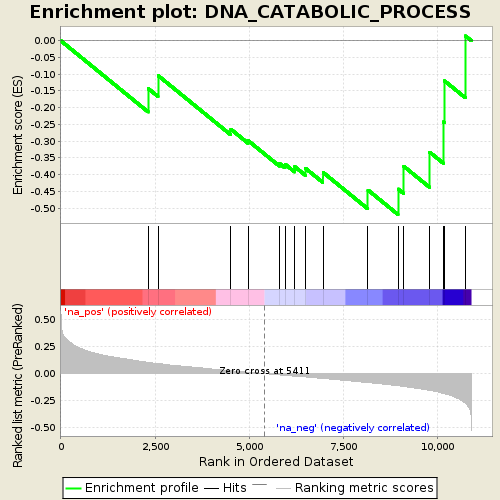 Enrichment plot: DNA_CATABOLIC_PROCESS
Enrichment score (ES)
0.00
-0.05
-0.10
-0.15
-0.20
-0.25
-0.30
-0.35
-0.40
-0.45
-0.50
'na_pos' (positively correlated)
Ranked list metric (PreRanked)
0.50
0.25
0.00
-0.25
-0.50
Zero cross at 5411
'na_neg' (negatively correlated)
0 2,500 5,000 7,500 10,000
Rank in Ordered Dataset
Enrichment profile Hits Ranking metric scores